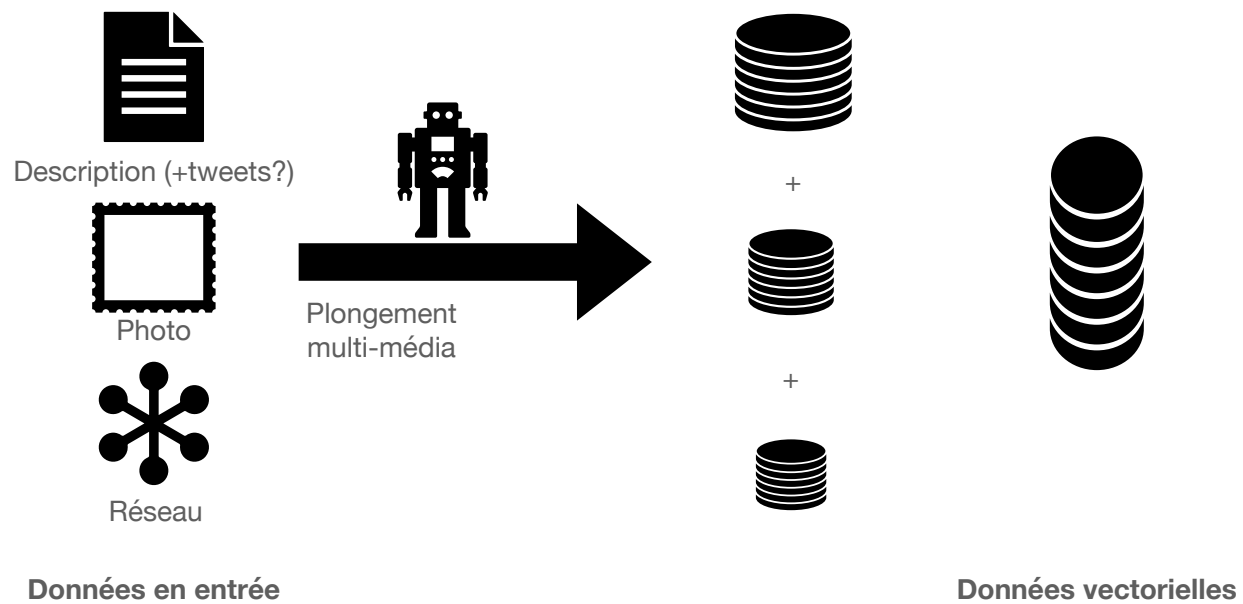 Description (+tweets?)
Photo
Réseau
Données en entrée
Plongement
multi-média
+
+
Données vectorielles